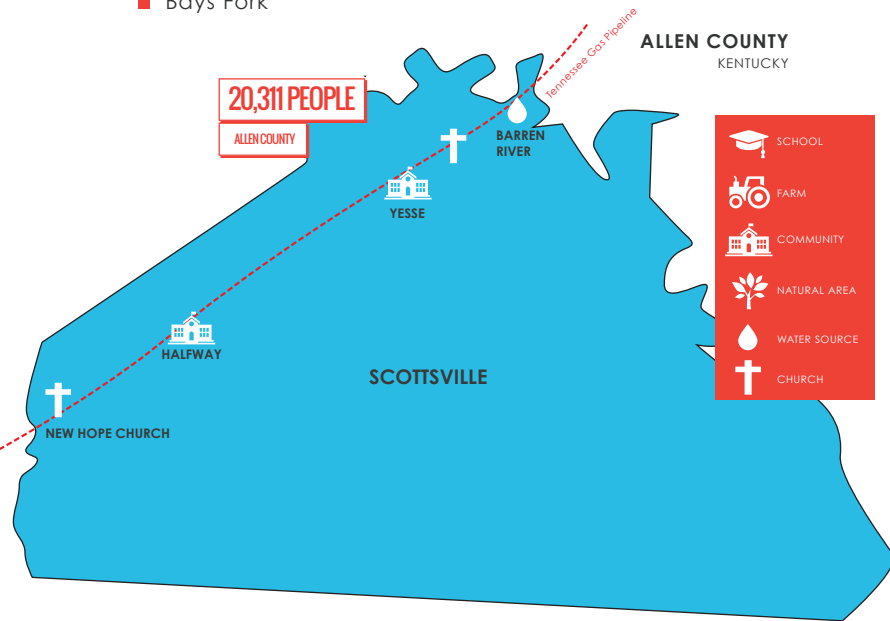 Bays Fork
Tennessee Gas Pipeline
ALLEN COUNTY
KENTUCKY
20,311 PEOPLE
ALLEN COUNTY
BARREN
RIVER
YESSE
HALFWAY
SCOTTSVILLE
NEW HOPE CHURCH
SCHOOL
FARM
COMMUNITY
NATURAL AREA
WATER SOURCE
CHURCH